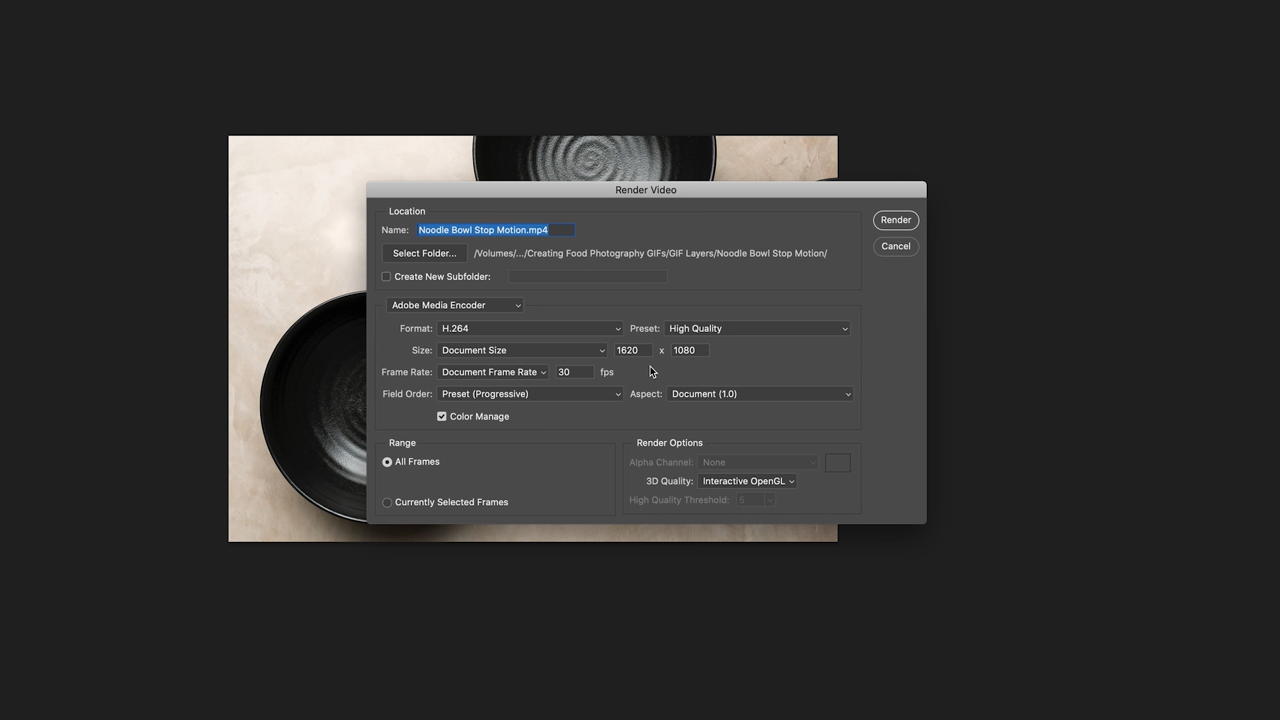 Render Video
Location
Name: Noodle Bowl Stop Motion.mp4
Render
Select Folder... /Volumes/.../Creating Food Photography GIFs/GIF Layers/Noodle Bowl Stop Motion/
Cancel
Create New Subfolder:
Adobe Media Encoder
Format: H.264 Preset: High Quality
Size: Document Size 1620 x 1080
Frame Rate: Document Frame Rate 30 fps
Field Order: Preset (Progressive) Aspect: Document (1.0)
Color Manage
Range
All Frames
Currently Selected Frames
Render Options
Alpha Channel: None
3D Quality: Interactive OpenGL
High Quality Threshold: 5